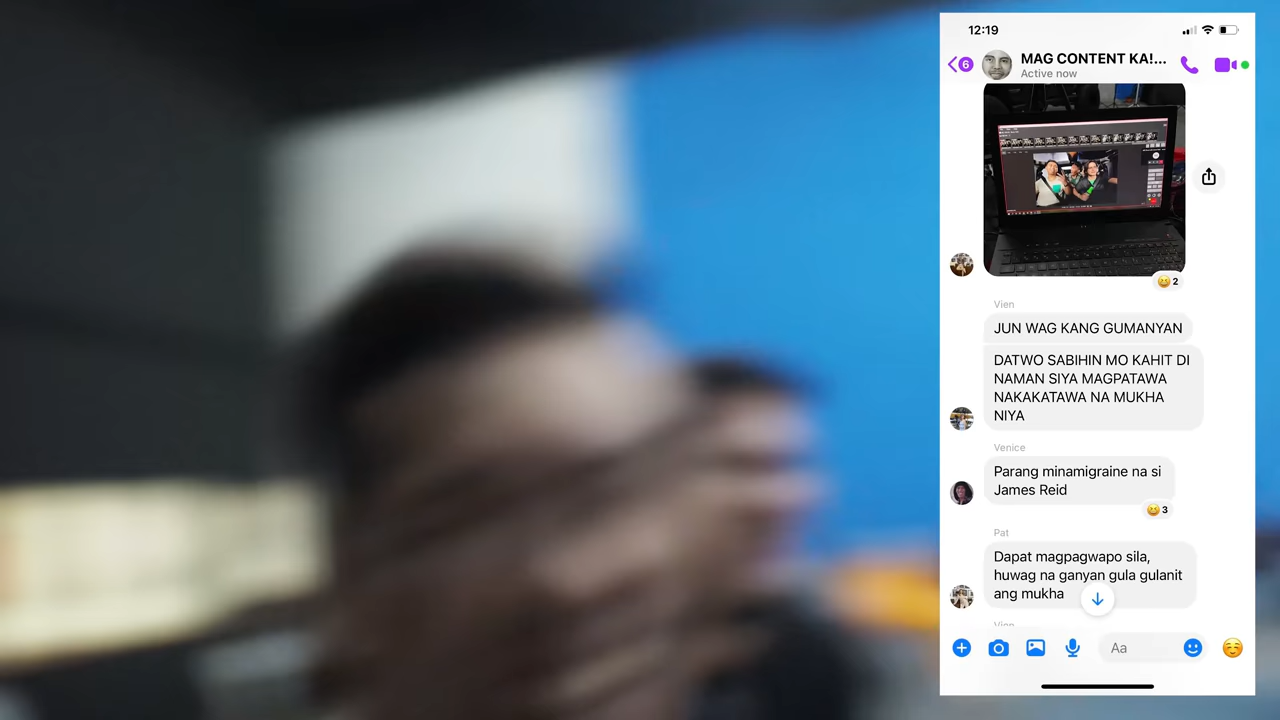 12:19
6
MAG CONTENT KA!...
Active now
2
Vien
JUN WAG KANG GUMANYAN
DATWO SABIHIN MO KAHIT DI
NAMAN SIYA MAGPATAWA
NAKAKATAWA NA MUKHA
NIYA
Venice
Parang minamigraine na si
James Reid
3
Pat
Dapat magpagwapo sila,
huwag na ganyan gula gulanit
ang mukha
Vien
Aa